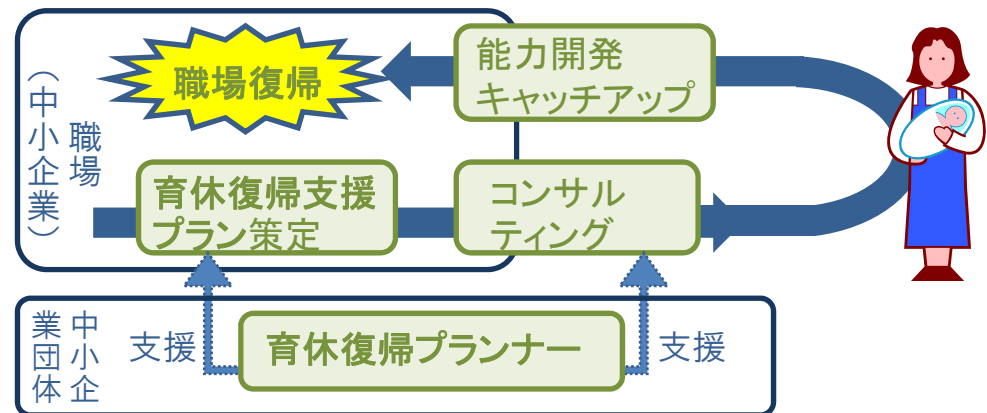 職場
（中小企業）
職場復帰
能力開発
キャッチアップ
育休復帰支援
プラン策定
コンサル
ティング
中小企
業団体
支援
育休復帰プランナー
支援